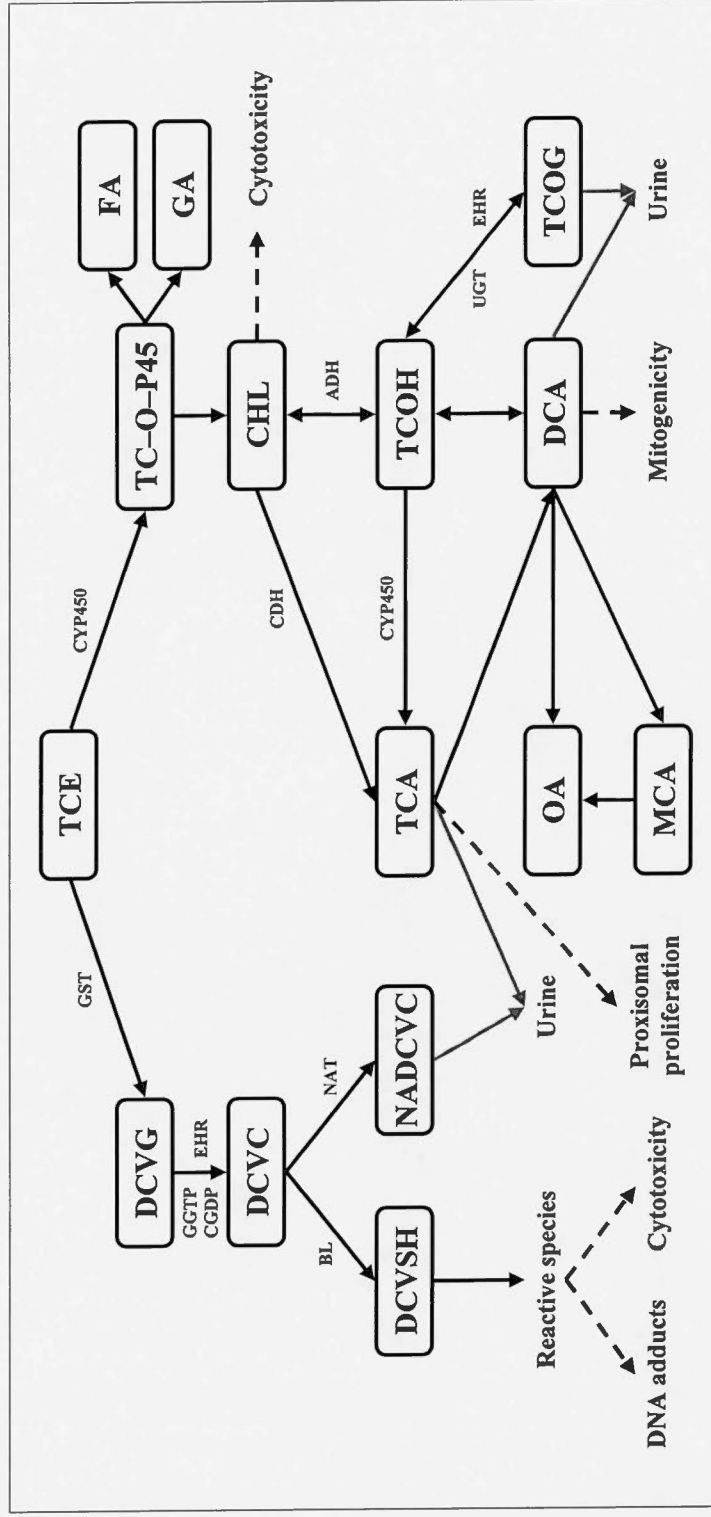 TCE
GST
CYP450
DCVG
TC–O–P45
FA
GA
GGTP
CGDP
EHR
DCVC
CHL
Cytotoxicity
BL
NAT
CDH
ADH
DCVSH
NADCVC
TCA
CYP450
TCOH
UGT
EHR
Reactive species
Urine
OA
DCA
TCOG
DNA adducts
Cytotoxicity
Proxisomal
proliferation
MCA
Mitogenicity
Urine